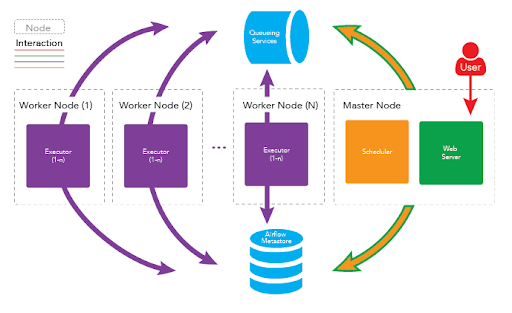 Node
Interaction
Queueing
Services
User
Worker Node (1)
Worker Node (2)
Worker Node (N)
Master Node
Executor
(1-n)
Executor
(1-n)
...
Executor
(1-n)
Scheduler
Web
Server
Airflow
Metastore